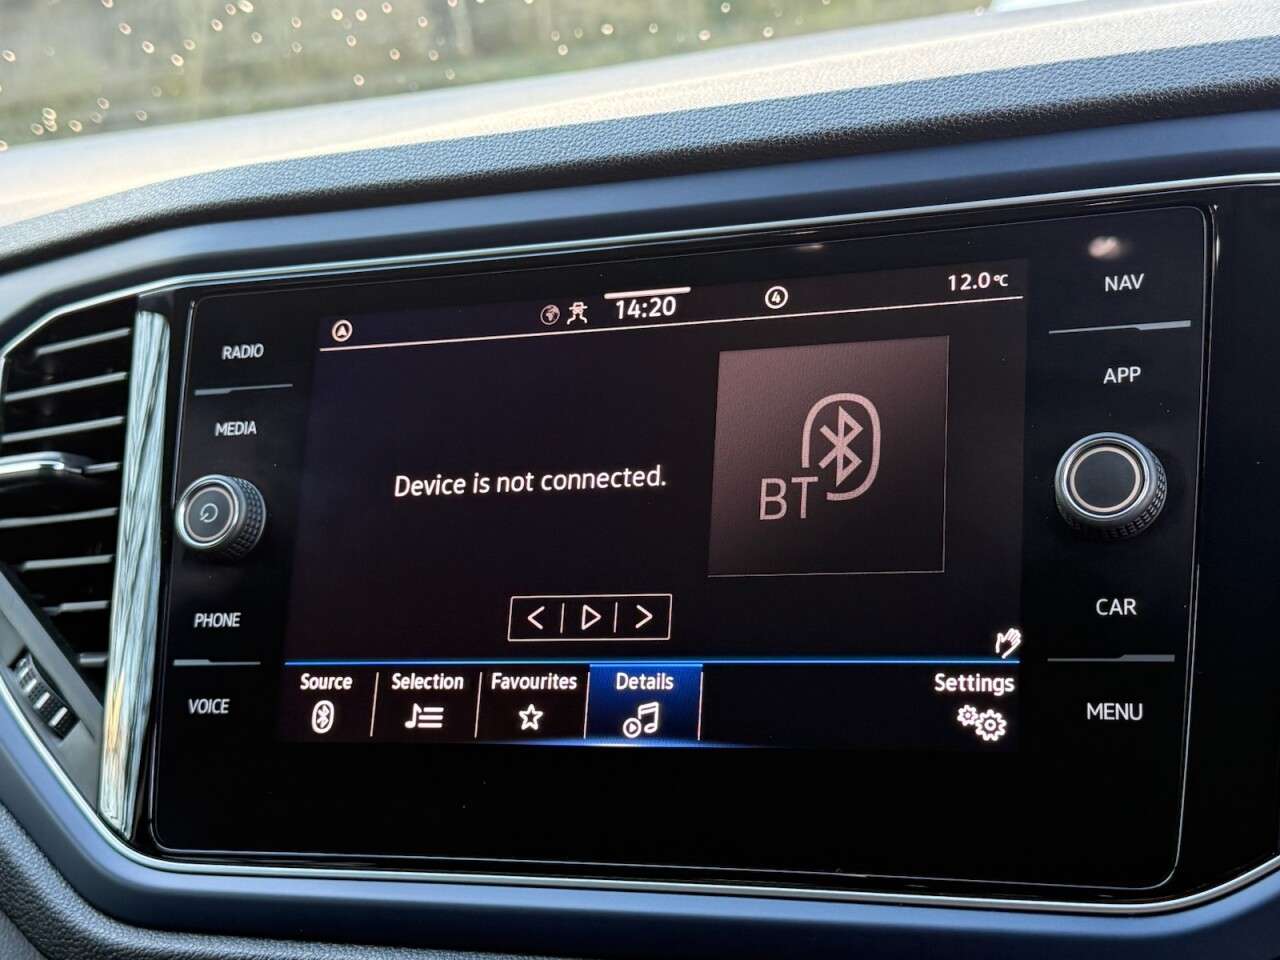 14:20
4
12.0°C
NAV
RADIO
APP
MEDIA
Device is not connected.
BT
PHONE
CAR
Source
Selection
Favourites
Details
Settings
VOICE
MENU